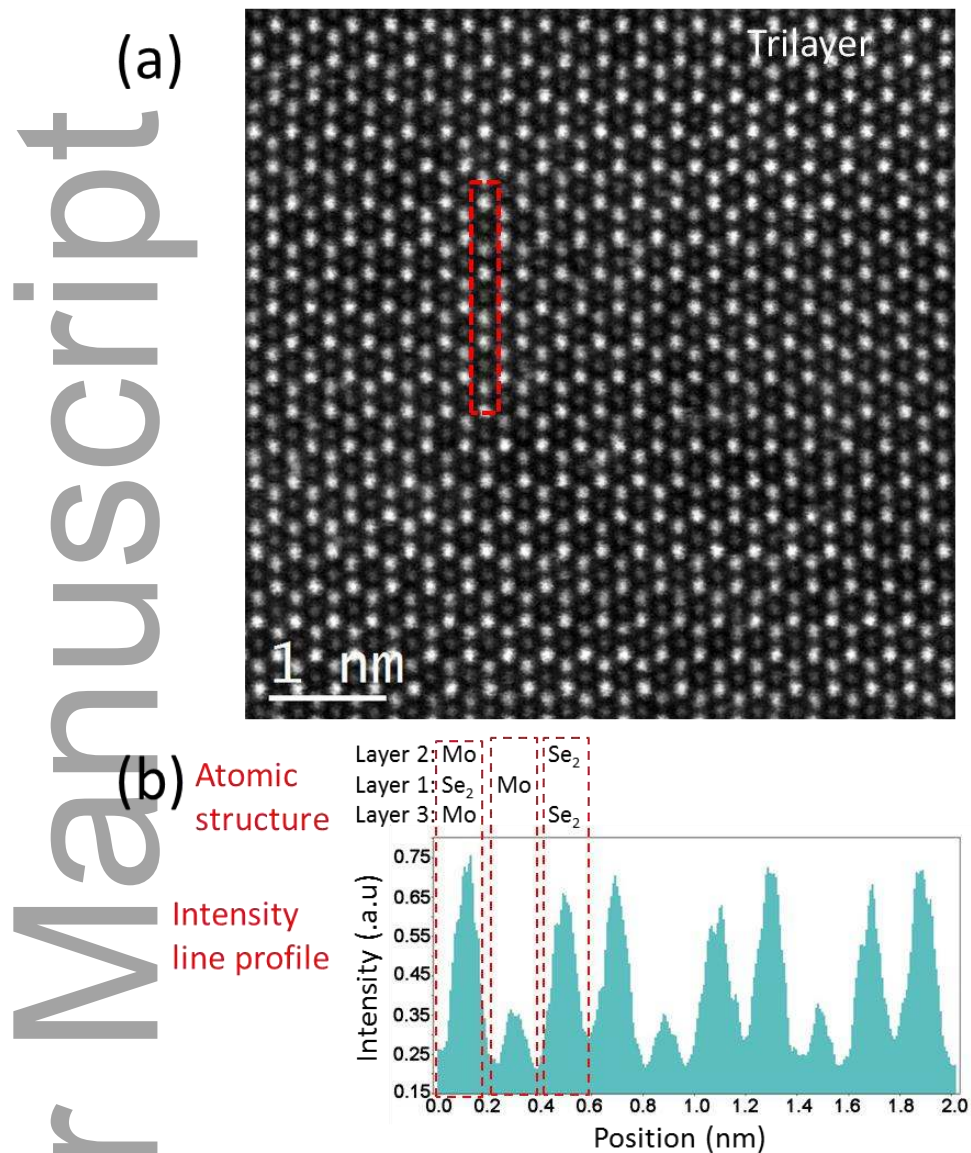 r Manuscript
(a)
Trilayer
1 nm
(b)
Atomic
structure
Layer 2: Mo Se₂
Layer 1: Se₂ Mo
Layer 3: Mo Se₂
Intensity
line profile
Intensity (.a.u)
0.75
0.65
0.55
0.45
0.35
0.25
0.15
0.0 0.2 0.4 0.6 0.8 1.0 1.2 1.4 1.6 1.8 2.0
Position (nm)